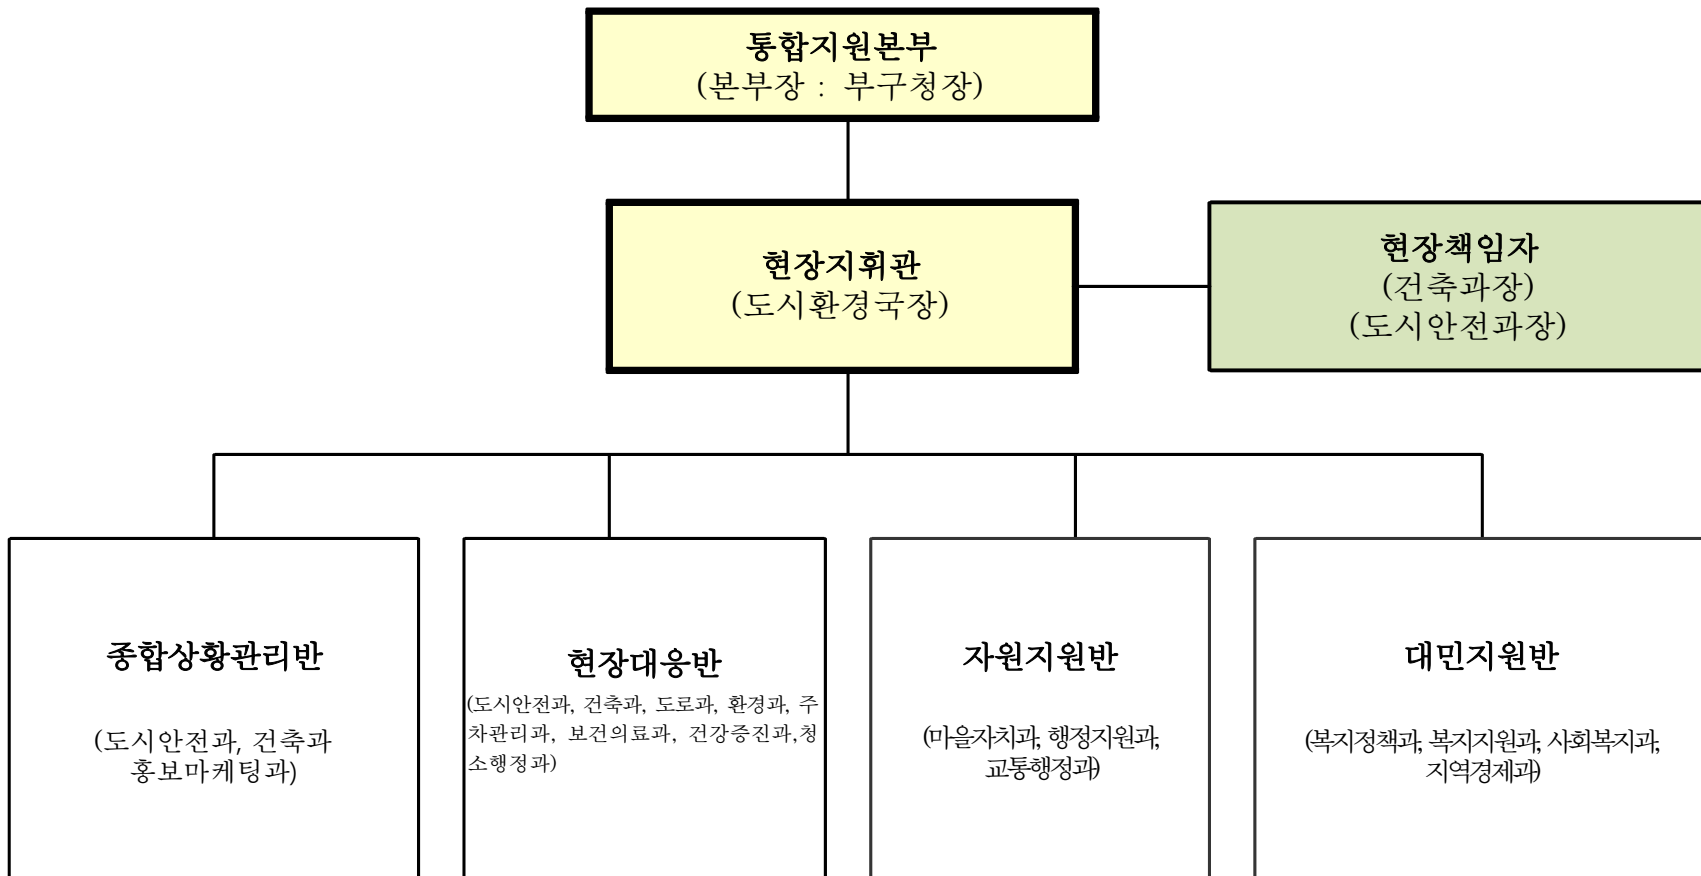 통합지원본부
(본부장 : 부구청장)
현장지휘관
(도시환경국장)
현장책임자
(건축과장)
(도시안전과장)
종합상황관리반
(도시안전과, 건축과
홍보마케팅과)
현장대응반
(도시안전과, 건축과, 도로과, 환경과, 주
차관리과, 보건의료과, 건강증진과,청
소행정과)
자원지원반
(마을자치과, 행정지원과,
교통행정과)
대민지원반
(복지정책과, 복지지원과, 사회복지과,
지역경제과)